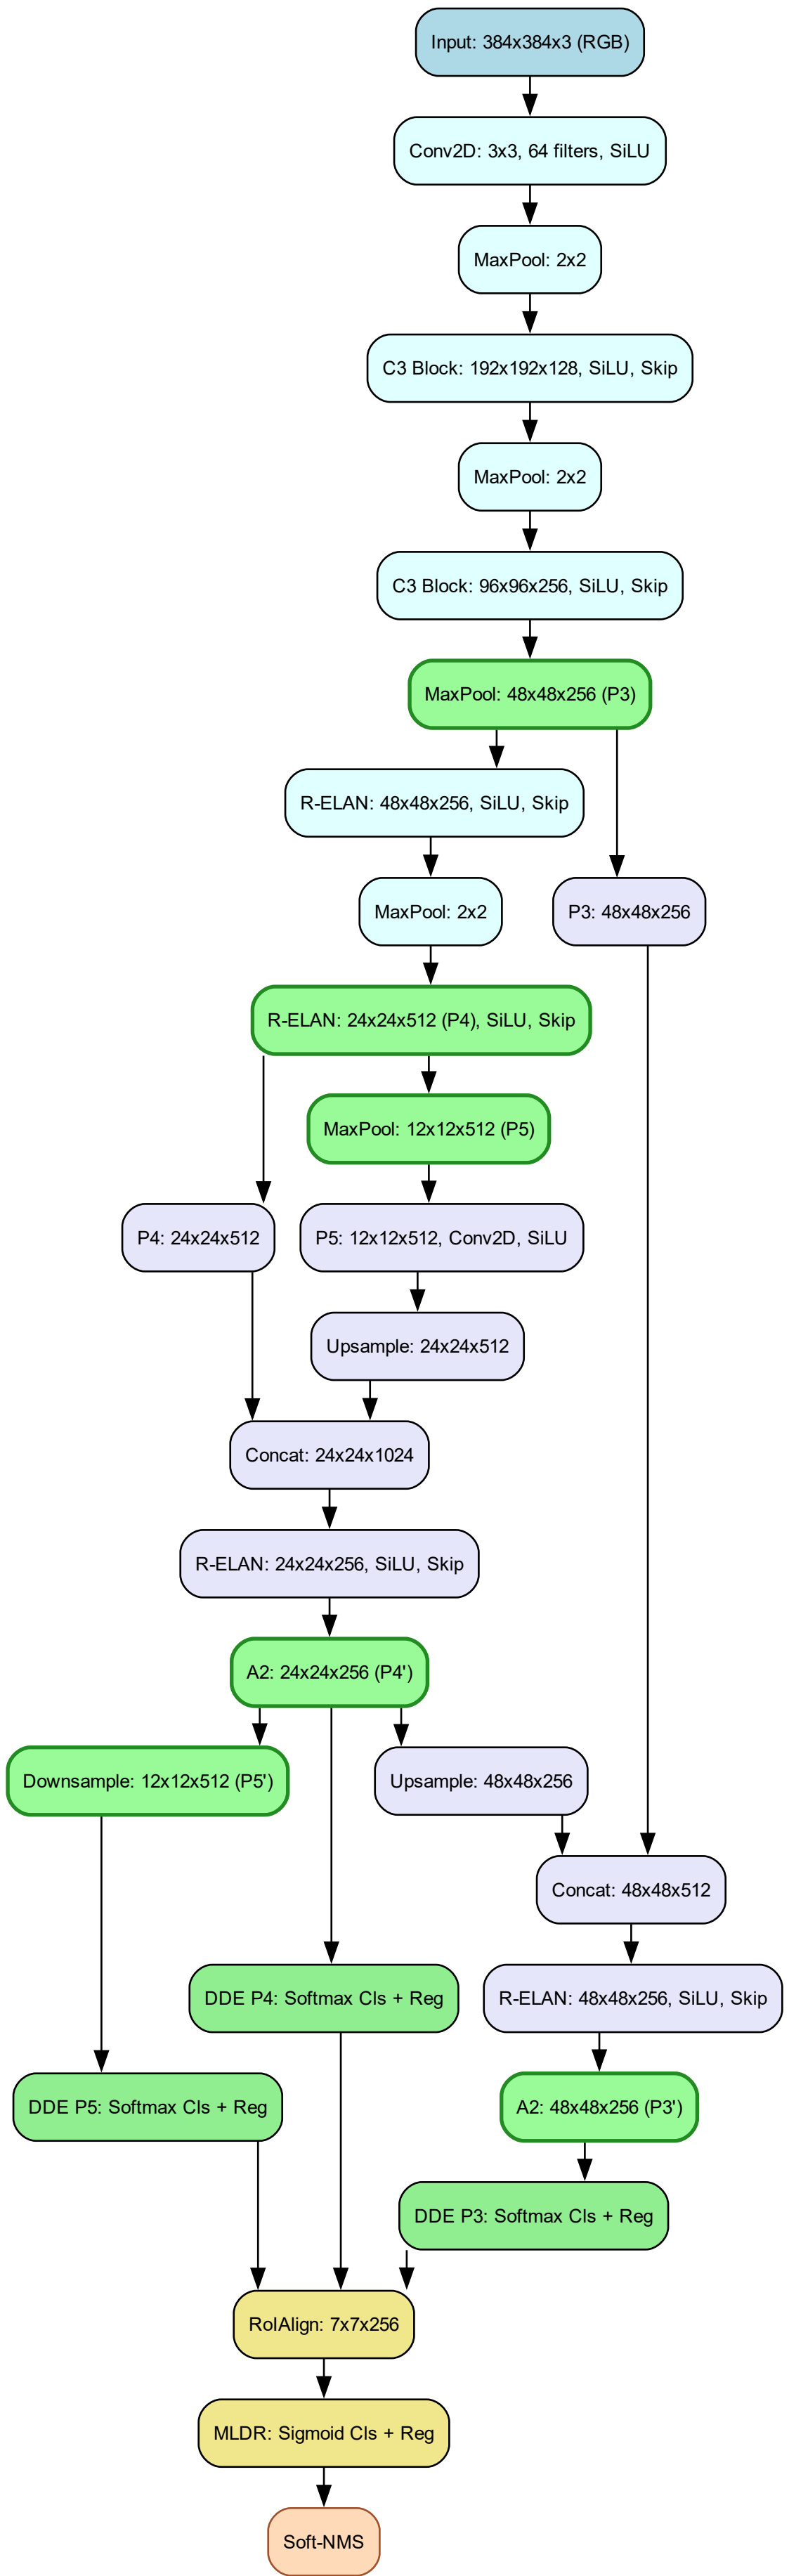 Input: 384x384x3 (RGB)
Conv2D: 3x3, 64 filters, SiLU
MaxPool: 2x2
C3 Block: 192x192x128, SiLU, Skip
MaxPool: 2x2
C3 Block: 96x96x256, SiLU, Skip
MaxPool: 48x48x256 (P3)
R-ELAN: 48x48x256, SiLU, Skip
MaxPool: 2x2
P3: 48x48x256
R-ELAN: 24x24x512 (P4), SiLU, Skip
MaxPool: 12x12x512 (P5)
P4: 24x24x512
P5: 12x12x512, Conv2D, SiLU
Upsample: 24x24x512
Concat: 24x24x1024
R-ELAN: 24x24x256, SiLU, Skip
A2: 24x24x256 (P4')
Downsample: 12x12x512 (P5')
Upsample: 48x48x256
Concat: 48x48x512
DDE P4: Softmax Cls + Reg
R-ELAN: 48x48x256, SiLU, Skip
DDE P5: Softmax Cls + Reg
A2: 48x48x256 (P3')
DDE P3: Softmax Cls + Reg
RoIAlign: 7x7x256
MLDR: Sigmoid Cls + Reg
Soft-NMS